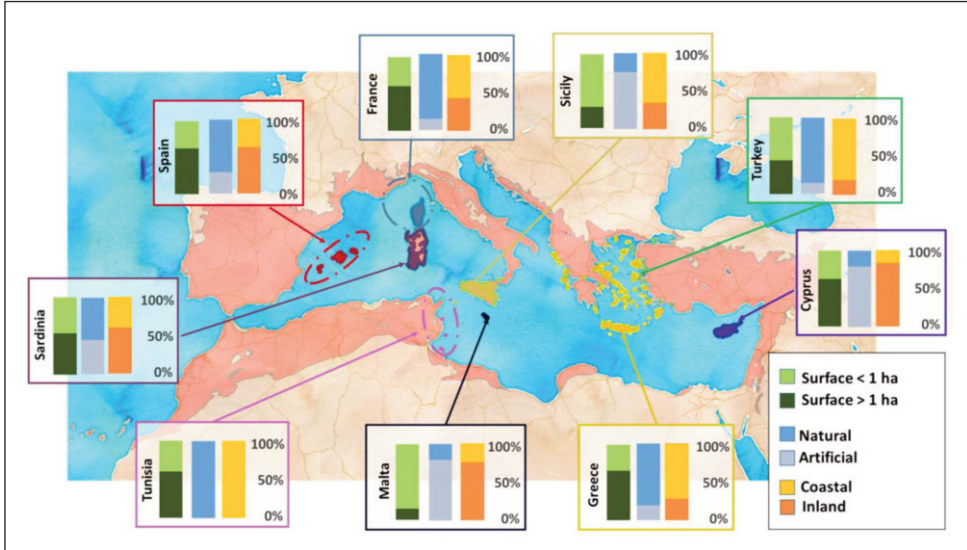 France
100%
50%
0%
Sicily
100%
50%
0%
Spain
100%
50%
0%
Turkey
100%
50%
0%
Sardinia
100%
50%
0%
Cyprus
100%
50%
0%
Tunisia
100%
50%
0%
Malta
100%
50%
0%
Greece
100%
50%
0%
Surface < 1 ha
Surface > 1 ha
Natural
Artificial
Coastal
Inland